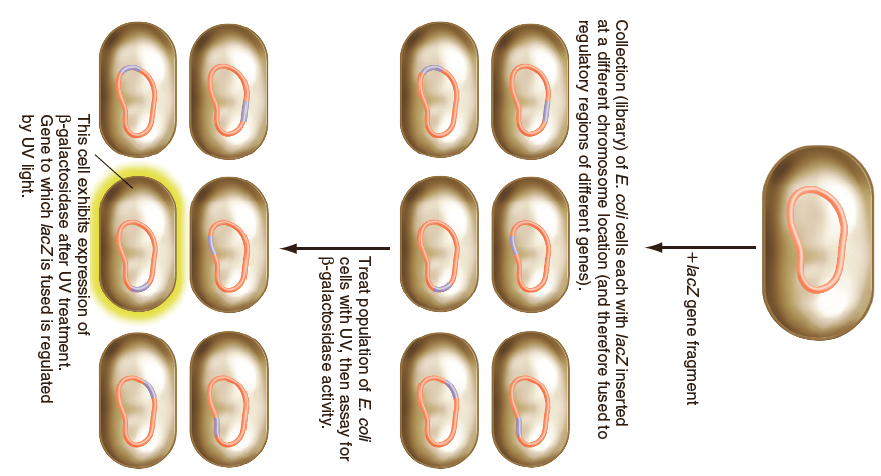 + lacZ gene fragment
Collection (library) of E. coli cells each with lacZ inserted
at a different chromosome location (and therefore fused to
regulatory regions of different genes).
Treat population of E. coli
cells with UV, then assay for
β-galactosidase activity.
This cell exhibits expression of
β-galactosidase after UV treatment.
Gene to which lacZ is fused is regulated
by UV light.